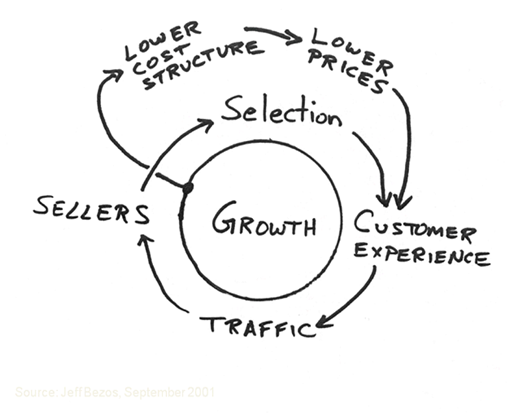 LOWER
COST
STRUCTURE
LOWER
PRICES
Selection
SELLERS
GROWTH
CUSTOMER
EXPERIENCE
TRAFFIC
Source: Jeff Bezos, September 2001